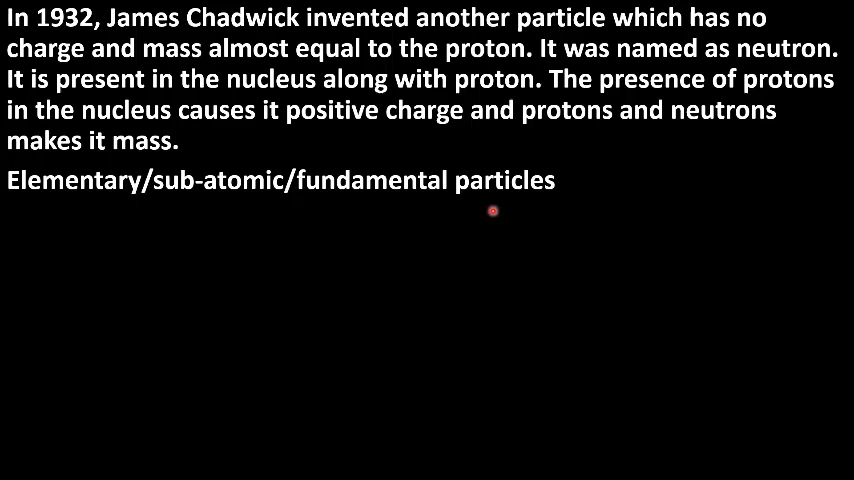 In 1932, James Chadwick invented another particle which has no
charge and mass almost equal to the proton. It was named as neutron.
It is present in the nucleus along with proton. The presence of protons
in the nucleus causes it positive charge and protons and neutrons
makes it mass.
Elementary/sub-atomic/fundamental particles